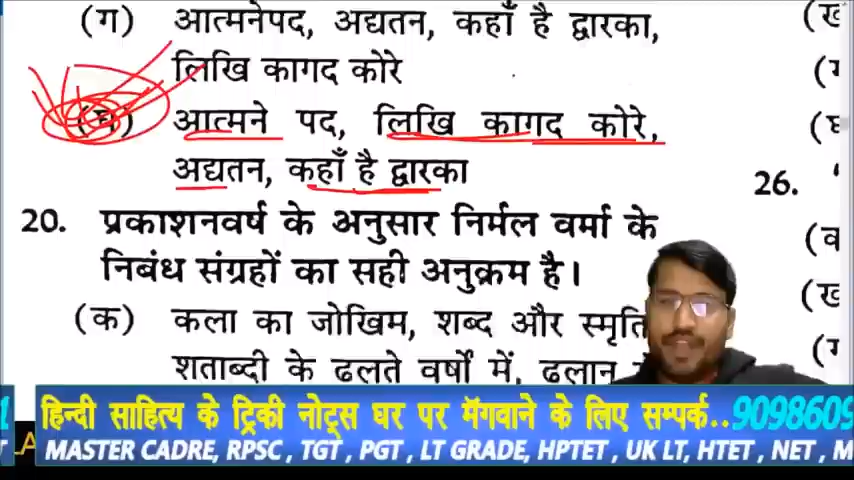 (ग) आत्मनेपद, अद्यतन, कहाँ है द्वारका,
लिखि कागद कोरे
(घ) आत्मने पद, लिखि कागद कोरे,
अद्यतन, कहाँ है द्वारका
20. प्रकाशनवर्ष के अनुसार निर्मल वर्मा के
निबंध संग्रहों का सही अनुक्रम है।
(क) कला का जोखिम, शब्द और स्मृति
शताब्दी के ढलते वर्षों में, ढलान
(ख
(ग
(घ
26.
(ख
हिन्दी साहित्य के ट्रिकी नोट्स घर पर मॅगवाने के लिए सम्पर्क..909860
MASTER CADRE, RPSC , TGT , PGT , LT GRADE, HPTET , UK LT, HTET , NET , M